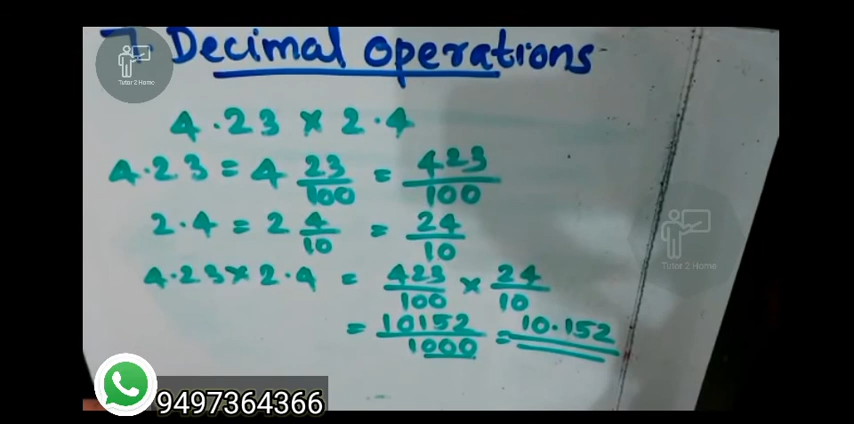 7. Decimal operations
Tutor 2 Home
4.23 × 2.4
4.23 = 4 23/100 = 423/100
2.4 = 2 4/10 = 24/10
Tutor 2 Home
4.23 × 2.4 = 423/100 × 24/10
= 10152/1000 = 10.152
9497364366